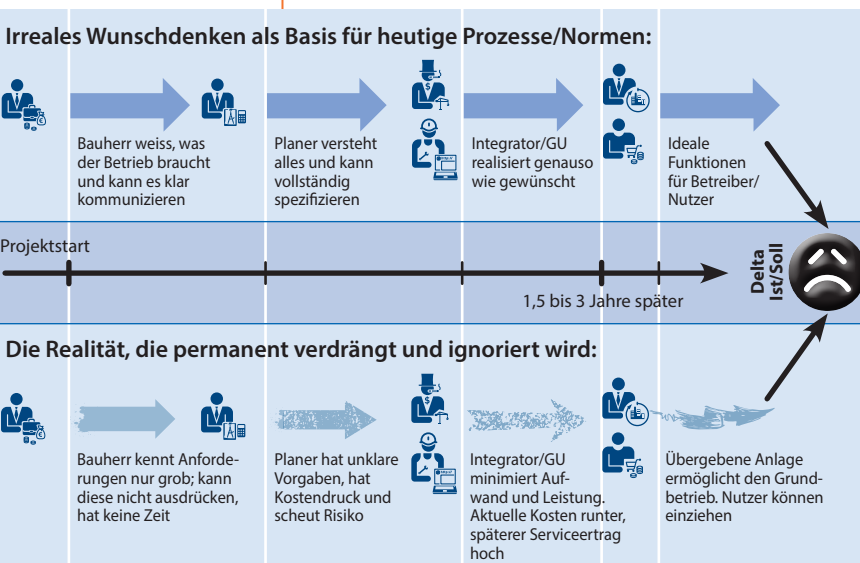 Irreales Wunschdenken als Basis für heutige Prozesse/Normen:
Bauherr weiss, was
der Betrieb braucht
und kann es klar
kommunizieren
Planer versteht
alles und kann
vollständig
spezifizieren
Integrator/GU
realisiert genauso
wie gewünscht
Ideale
Funktionen
für Betreiber/
Nutzer
Projektstart
1,5 bis 3 Jahre später
Delta
Ist/Soll
Die Realität, die permanent verdrängt und ignoriert wird:
Bauherr kennt Anforde-
rungen nur grob; kann
diese nicht ausdrücken,
hat keine Zeit
Planer hat unklare
Vorgaben, hat
Kostendruck und
scheut Risiko
Integrator/GU
minimiert Auf-
wand und Leistung.
Aktuelle Kosten runter,
späterer Serviceertrag
hoch
Übergebene Anlage
ermöglicht den Grund-
betrieb. Nutzer können
einziehen